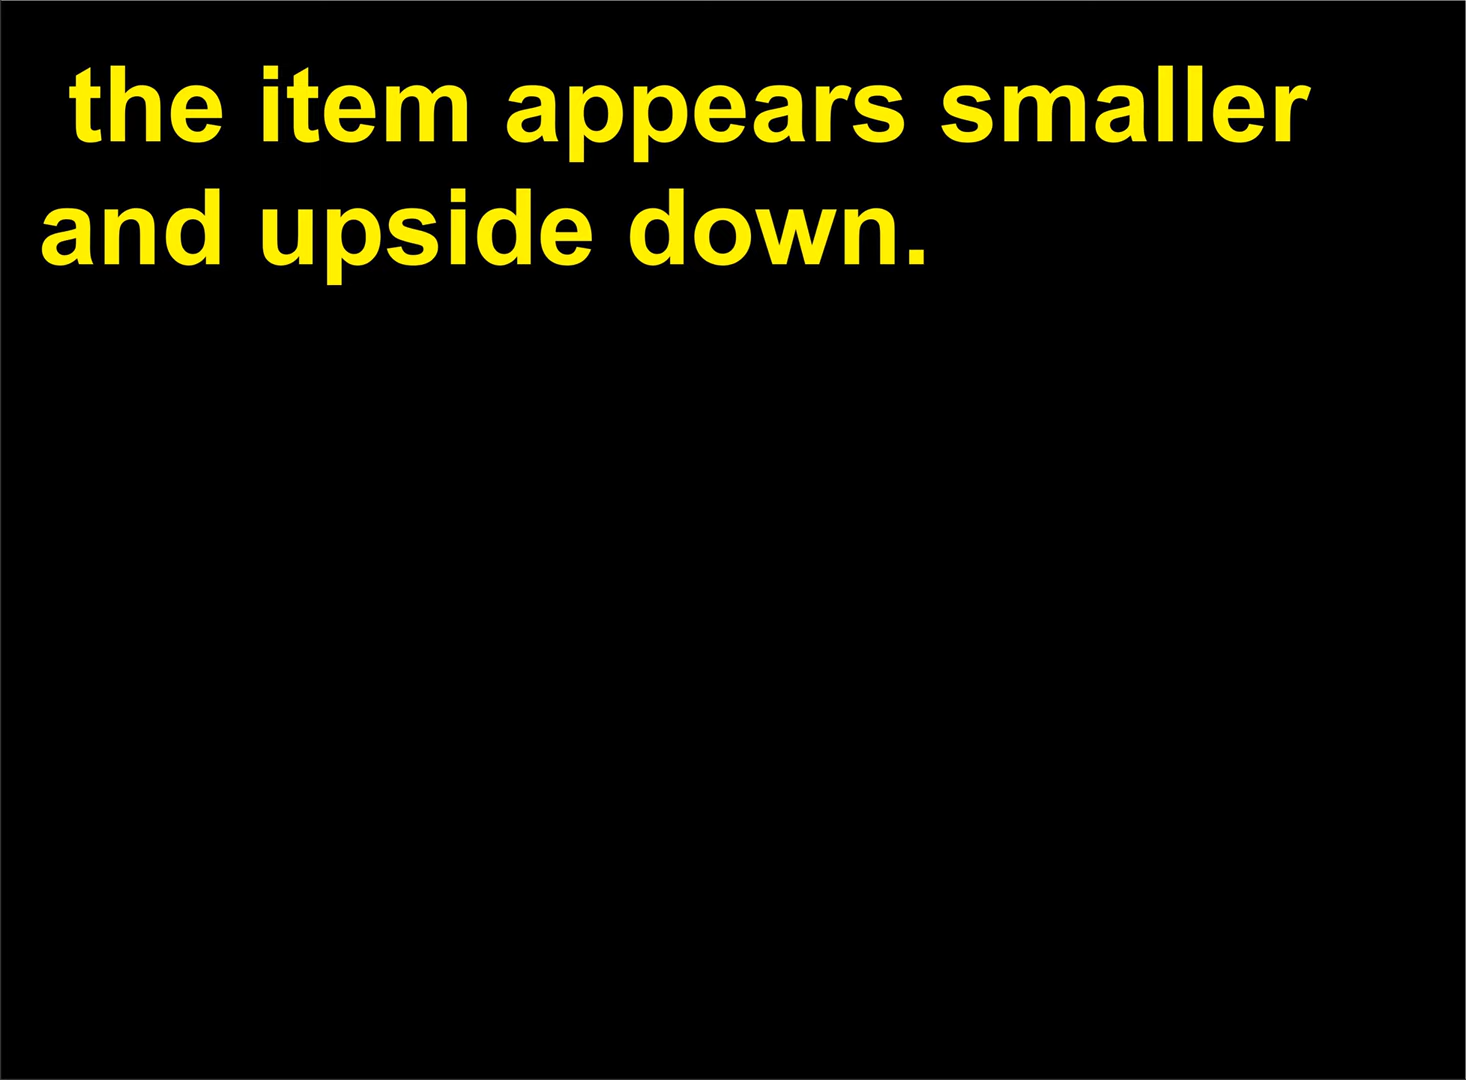 the item appears smaller
and upside down.